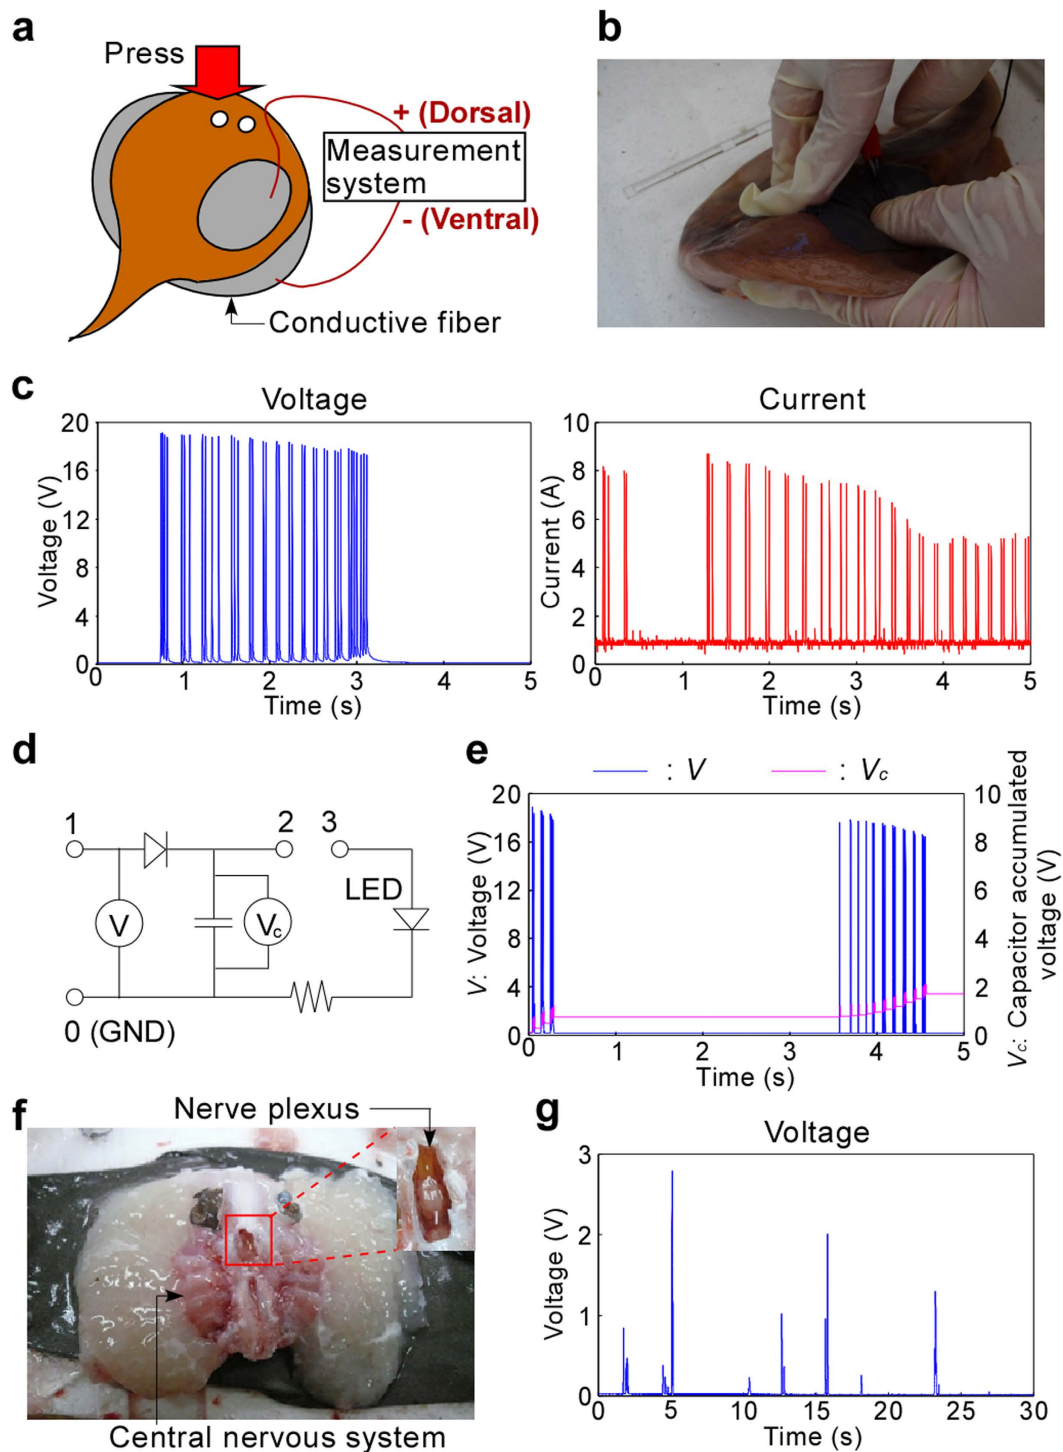 a
Press
+ (Dorsal)
Measurement
system
- (Ventral)
Conductive fiber
b
c
Voltage
20
16
12
8
4
0
Voltage (V)
0 1 2 3 4 5
Time (s)
Current
10
8
6
4
2
0
Current (A)
0 1 2 3 4 5
Time (s)
d
1 2 3
LED
V
Vc
0 (GND)
e
: V : Vc
20
16
12
8
4
0
V: Voltage (V)
10
8
6
4
2
0
Vc: Capacitor accumulated
voltage (V)
0 1 2 3 4 5
Time (s)
f
Nerve plexus
Central nervous system
g
Voltage
3
2
1
0
Voltage (V)
0 5 10 15 20 25 30
Time (s)